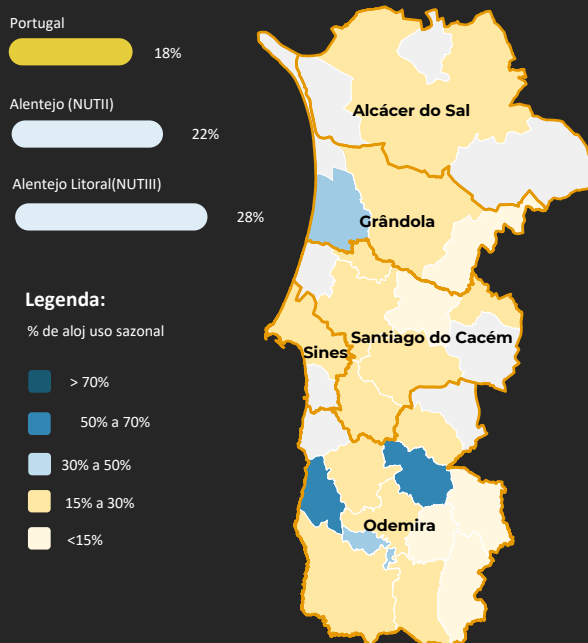 Portugal
18%
Alentejo (NUTII)
22%
Alentejo Litoral(NUTIII)
28%
Legenda:
% de aloj uso sazonal
> 70%
50% a 70%
30% a 50%
15% a 30%
<15%
Alcácer do Sal
Grândola
Santiago do Cacém
Sines
Odemira